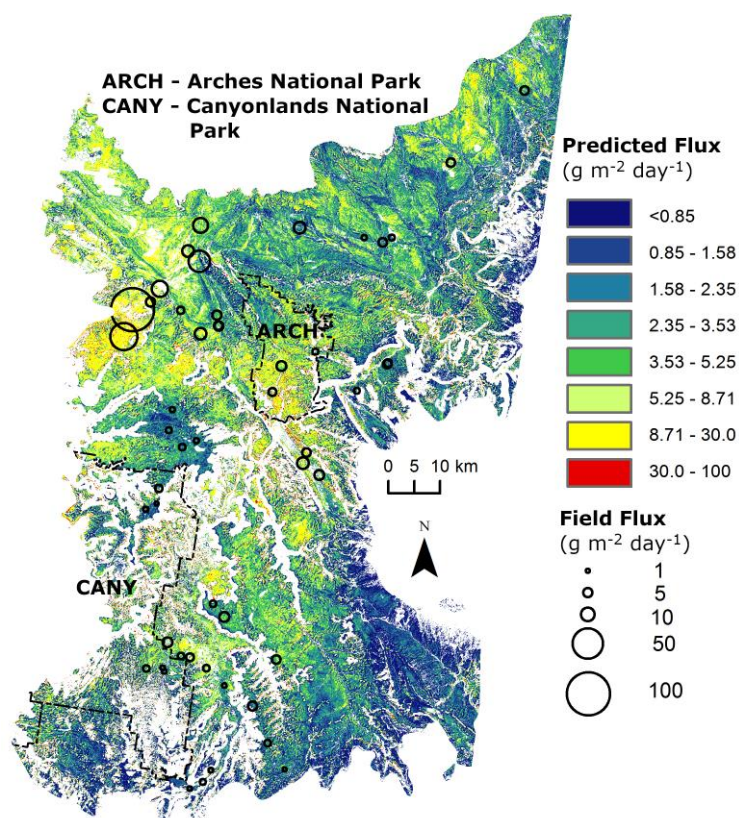 ARCH - Arches National Park
CANY - Canyonlands National
Park
Predicted Flux
(g m-2 day-1)
<0.85
0.85 - 1.58
1.58 - 2.35
2.35 - 3.53
3.53 - 5.25
5.25 - 8.71
8.71 - 30.0
30.0 - 100
ARCH
0 10 km
N
Field Flux
(g m-2 day-1)
1
5
10
50
100
CANY